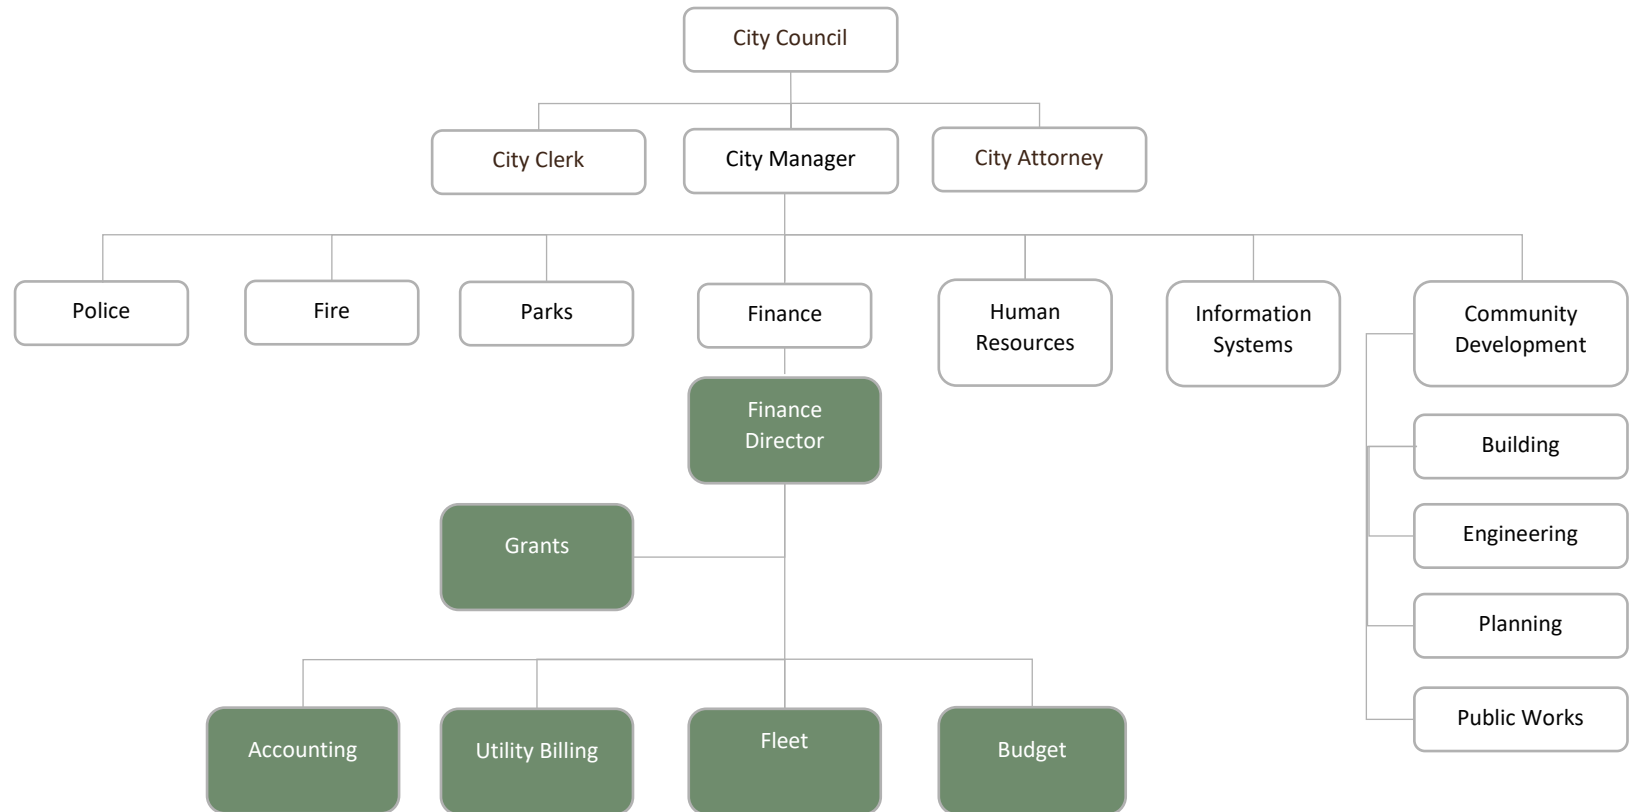 City Council
City Clerk
City Manager
City Attorney
Police
Fire
Parks
Finance
Human
Resources
Information
Systems
Community
Development
Finance
Director
Building
Grants
Engineering
Planning
Public Works
Accounting
Utility Billing
Fleet
Budget